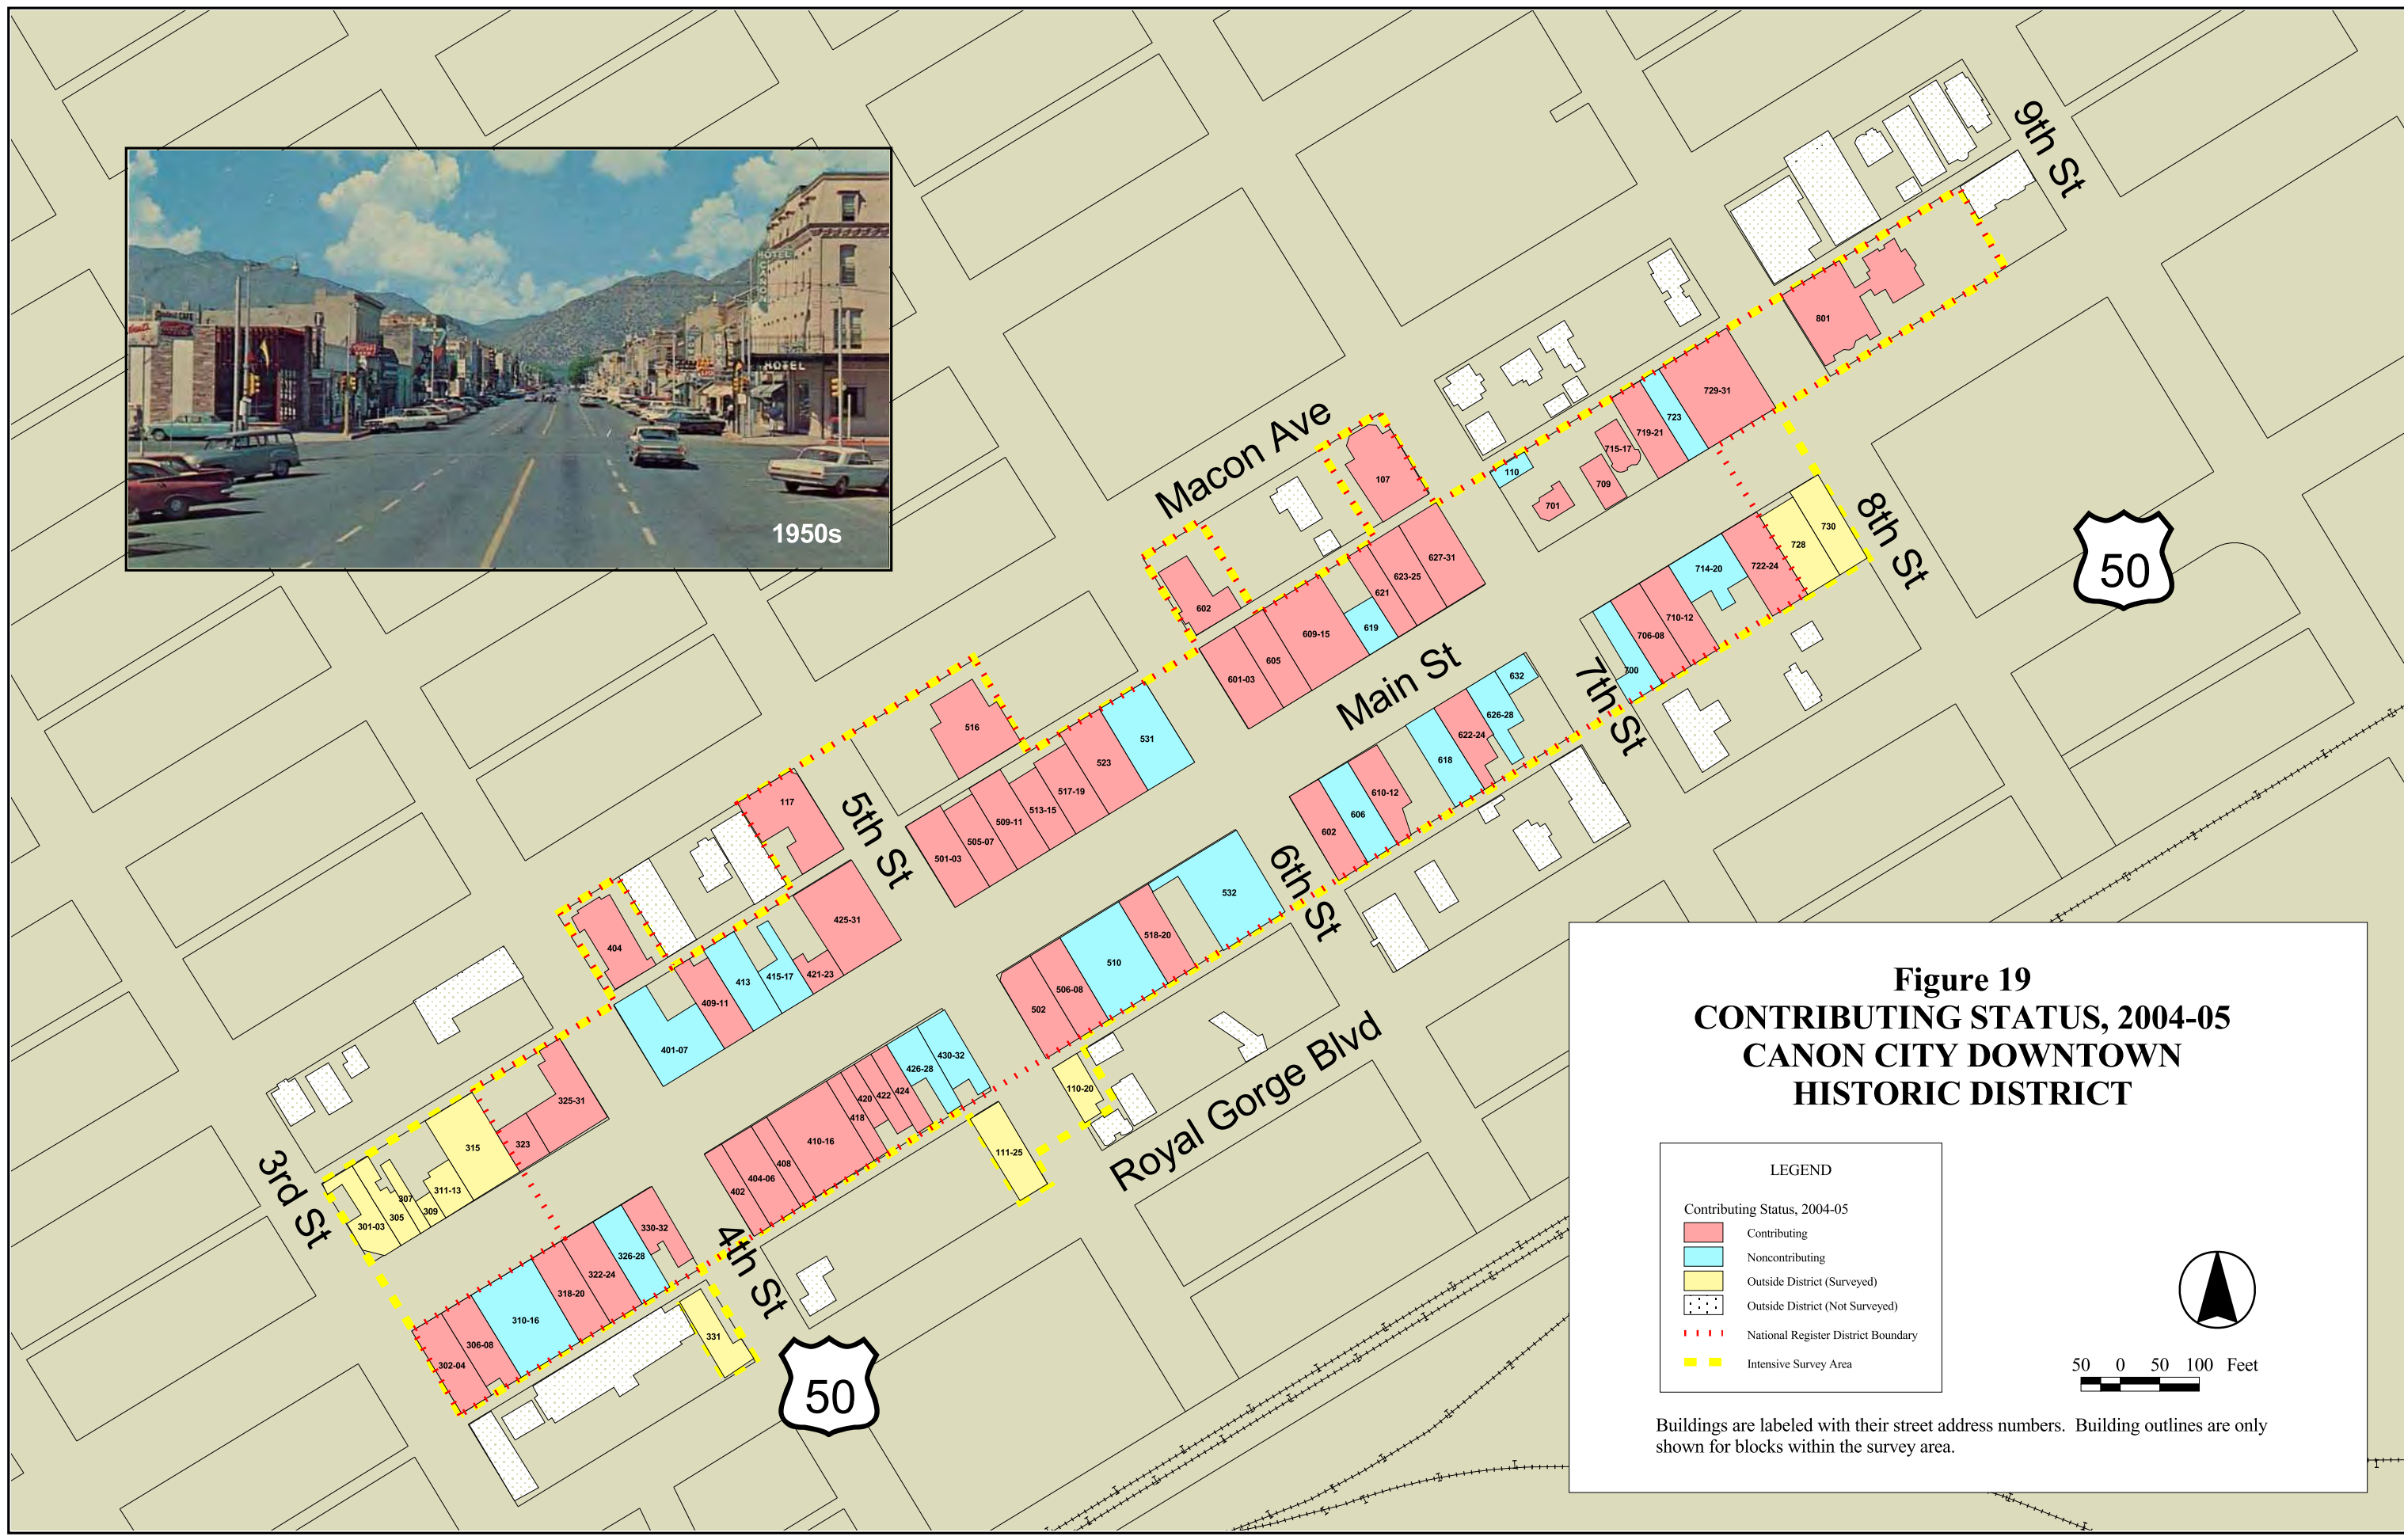 HOTEL
CANON
HOTEL
1950s
9th St
801
Macon Ave
729-31
723
719-21
715-17
709
701
110
107
8th St
50
730
728
722-24
714-20
710-12
706-08
700
7th St
627-31
623-25
621
619
609-15
605
601-03
602
Main St
632
626-28
622-24
618
610-12
606
602
6th St
516
531
523
517-19
513-15
509-11
505-07
501-03
5th St
117
532
518-20
510
506-08
502
404
425-31
421-23
415-17
413
409-11
401-07
430-32
426-28
424
422
420
418
410-16
408
404-06
402
110-20
111-25
Royal Gorge Blvd
4th St
325-31
323
315
311-13
309
307
305
301-03
3rd St
330-32
326-28
322-24
318-20
310-16
306-08
302-04
331
50
Figure 19
CONTRIBUTING STATUS, 2004-05
CANON CITY DOWNTOWN
HISTORIC DISTRICT
LEGEND
Contributing Status, 2004-05
Contributing
Noncontributing
Outside District (Surveyed)
Outside District (Not Surveyed)
National Register District Boundary
Intensive Survey Area
50 0 50 100 Feet
Buildings are labeled with their street address numbers. Building outlines are only
shown for blocks within the survey area.